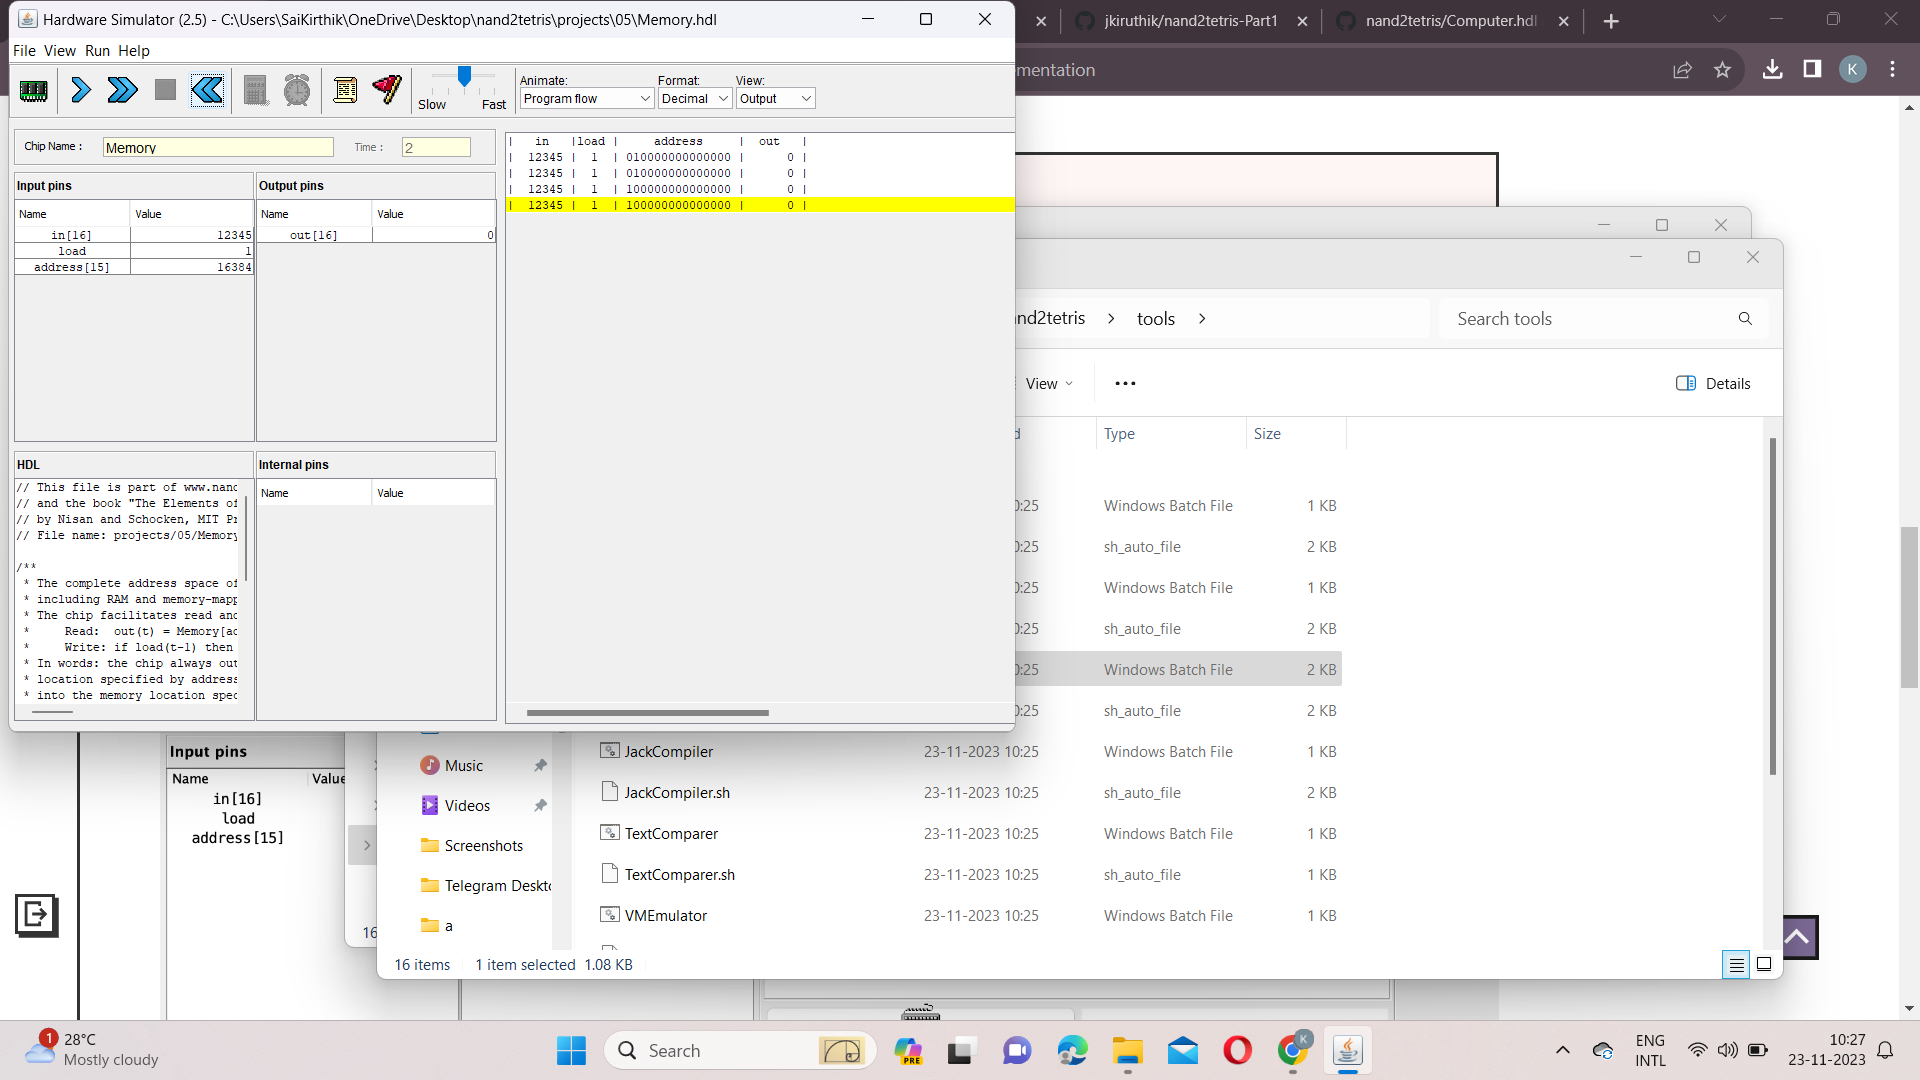 Hardware Simulator (2.5) - C:\Users\SaiKirthik\OneDrive\Desktop\nand2tetris\projects\05\Memory.hdl
jkiruthik/nand2tetris-Part1
nand2tetris/Computer.hdl
File View Run Help
mentation
K
Slow
Fast
Animate:
Program flow
Format:
Decimal
View:
Output
Chip Name :
Memory
Time :
2
Input pins
Name
Value
in[16]
12345
load
1
address[15]
16384
Output pins
Name
Value
out[16]
0
| in |load | address | out |
| 12345 | 1 | 010000000000000 | 0 |
| 12345 | 1 | 010000000000000 | 0 |
| 12345 | 1 | 100000000000000 | 0 |
| 12345 | 1 | 100000000000000 | 0 |
HDL
// This file is part of www.nand
// and the book "The Elements of
// by Nisan and Schocken, MIT Pr
// File name: projects/05/Memory
/**
* The complete address space of
* including RAM and memory-mapp
* The chip facilitates read and
* Read: out(t) = Memory[ad
* Write: if load(t-1) then
* In words: the chip always out
* location specified by address
* into the memory location spec
Internal pins
Name
Value
and2tetris
tools
Search tools
View
Details
d
Type
Size
0:25 Windows Batch File 1 KB
0:25 sh_auto_file 2 KB
0:25 Windows Batch File 1 KB
0:25 sh_auto_file 2 KB
0:25 Windows Batch File 2 KB
0:25 sh_auto_file 2 KB
JackCompiler 23-11-2023 10:25 Windows Batch File 1 KB
JackCompiler.sh 23-11-2023 10:25 sh_auto_file 2 KB
TextComparer 23-11-2023 10:25 Windows Batch File 1 KB
TextComparer.sh 23-11-2023 10:25 sh_auto_file 2 KB
VMEmulator 23-11-2023 10:25 Windows Batch File 1 KB
Music
Videos
Screenshots
Telegram Deskto
a
16 items
1 item selected 1.08 KB
16
Input pins
Name
Value
in[16]
load
address[15]
1
28°C
Mostly cloudy
Search
PRE
K
ENG
INTL
10:27
23-11-2023